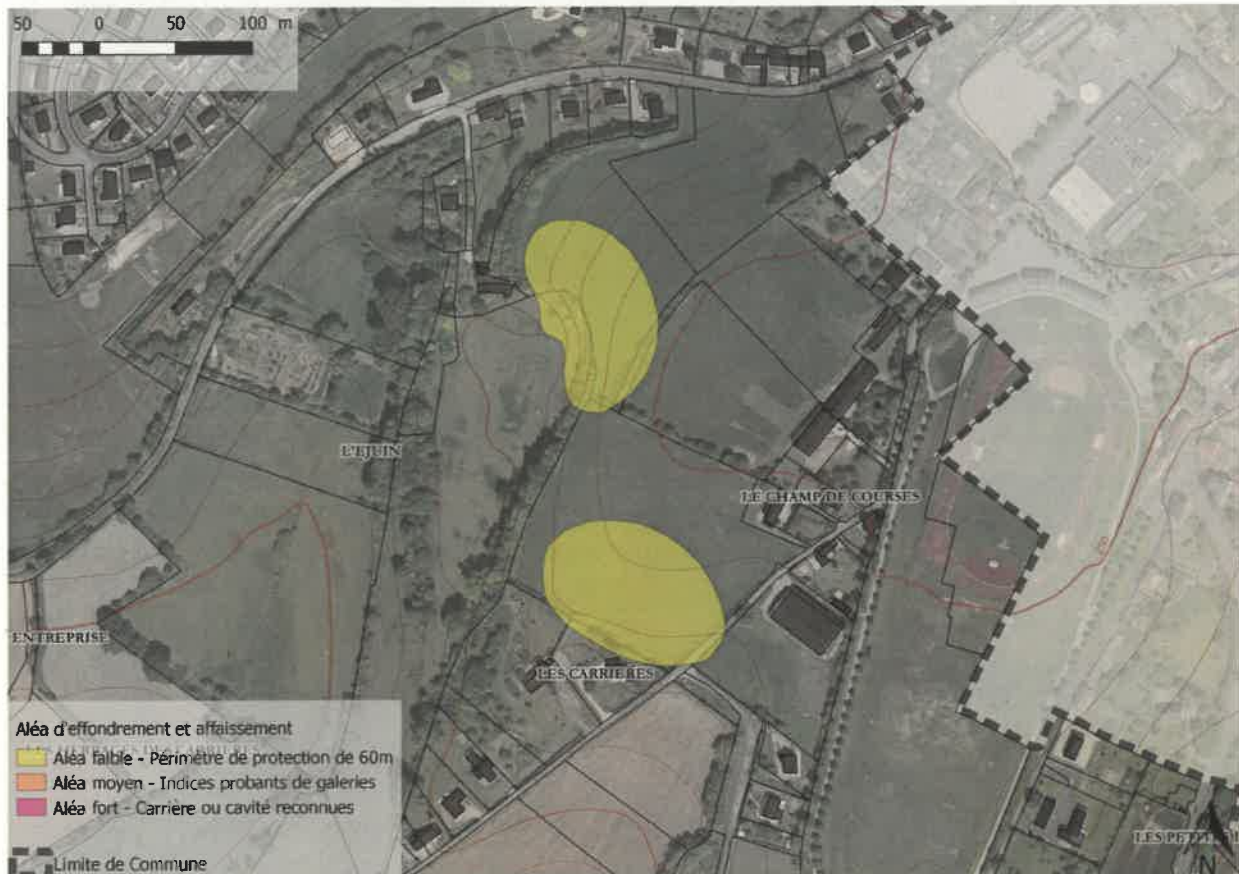 50 0 50 100 m
L'EJUIN
LE CHAMP DE COURSES
ENTREPRISE
LES CARRIERES
Aléa d'effondrement et affaissement
Aléa faible - Périmètre de protection de 60m
Aléa moyen - Indices probants de galeries
Aléa fort - Carrière ou cavité reconnues
Limite de Commune
N